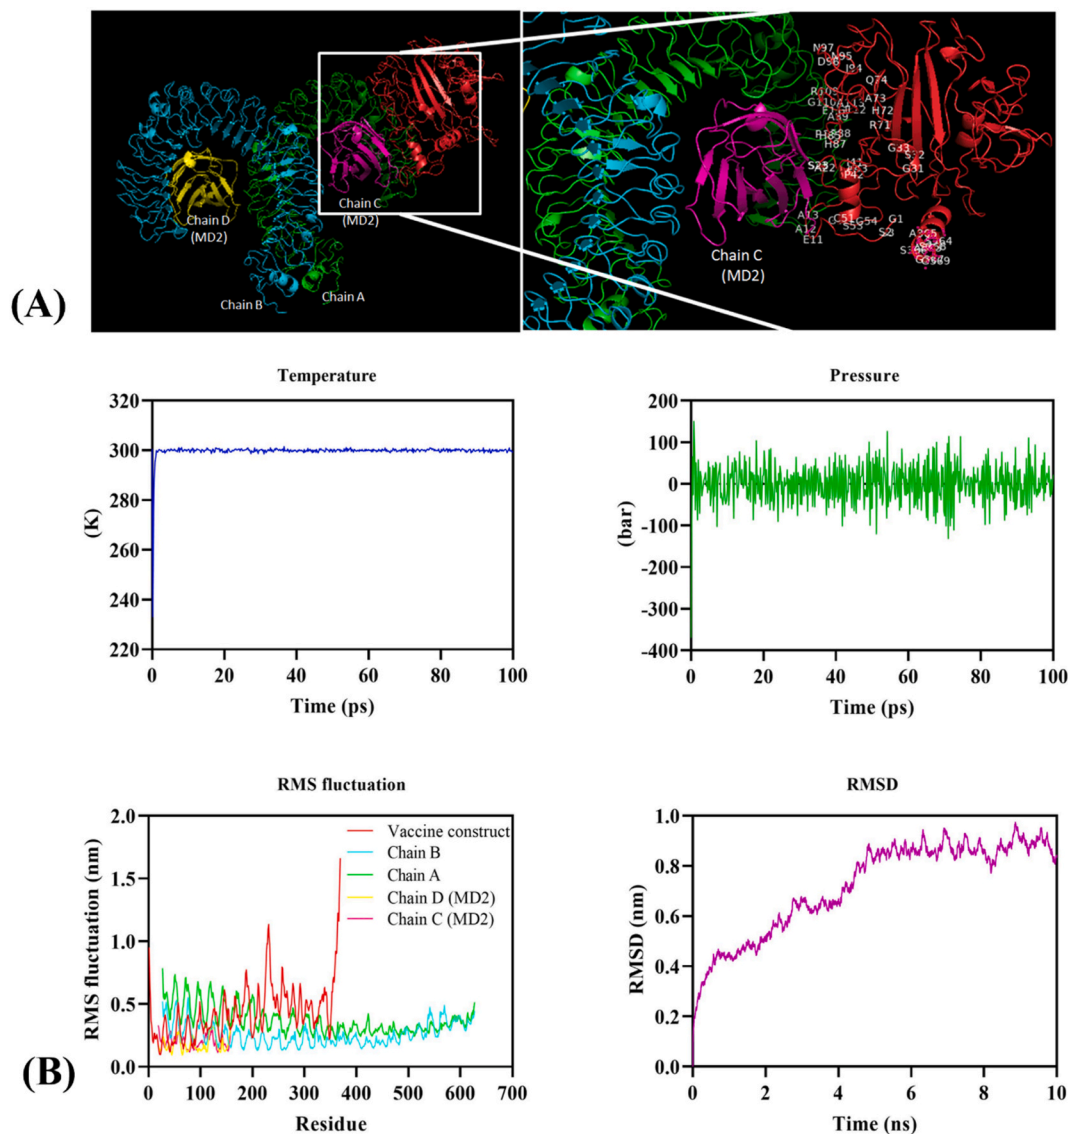 (A)
Chain D
(MD2)
Chain C
(MD2)
Chain B
Chain A
Chain C
(MD2)
N97
N95
D96
I94
Q74
A73
H72
R71
G110
H87
G33
G31
A22
P42
A13
A12
E11
C51
G54
S53
G1
S2
Temperature
320
300
280
260
240
220
(K)
0 20 40 60 80 100
Time (ps)
Pressure
200
100
0
-100
-200
-300
-400
(bar)
0 20 40 60 80 100
Time (ps)
(B)
RMS fluctuation
2.0
1.5
1.0
0.5
0.0
RMS fluctuation (nm)
Vaccine construct
Chain B
Chain A
Chain D (MD2)
Chain C (MD2)
0 100 200 300 400 500 600 700
Residue
RMSD
1.0
0.8
0.6
0.4
0.2
0.0
RMSD (nm)
0 2 4 6 8 10
Time (ns)